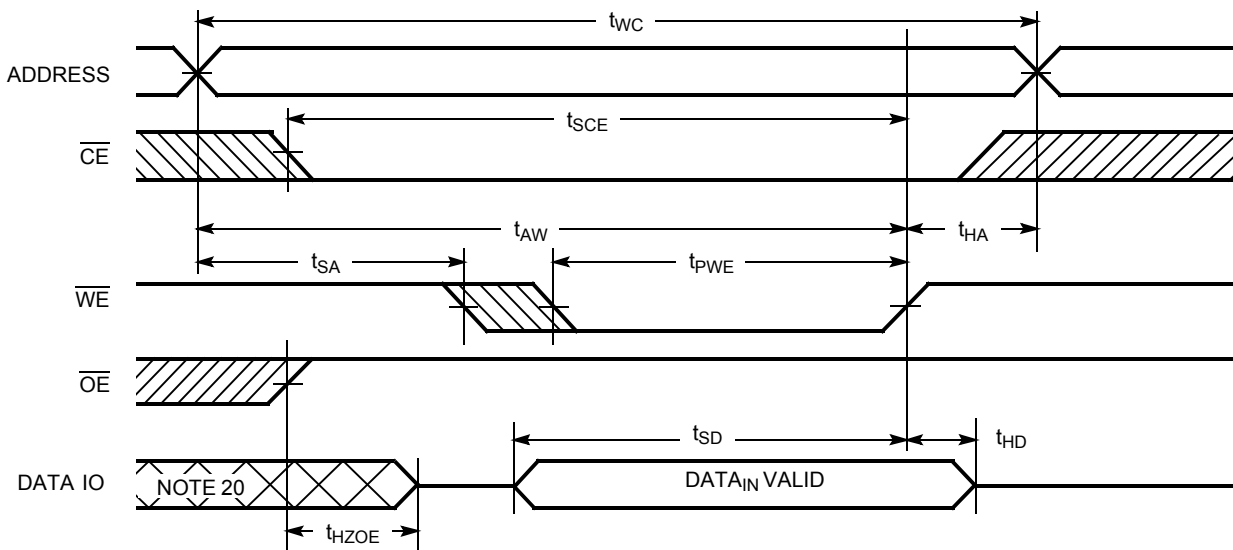 tWC
ADDRESS
tSCE
CE
tAW
tHA
tSA
tPWE
WE
OE
tSD
tHD
DATA IO
NOTE 20
DATAIN VALID
tHZOE